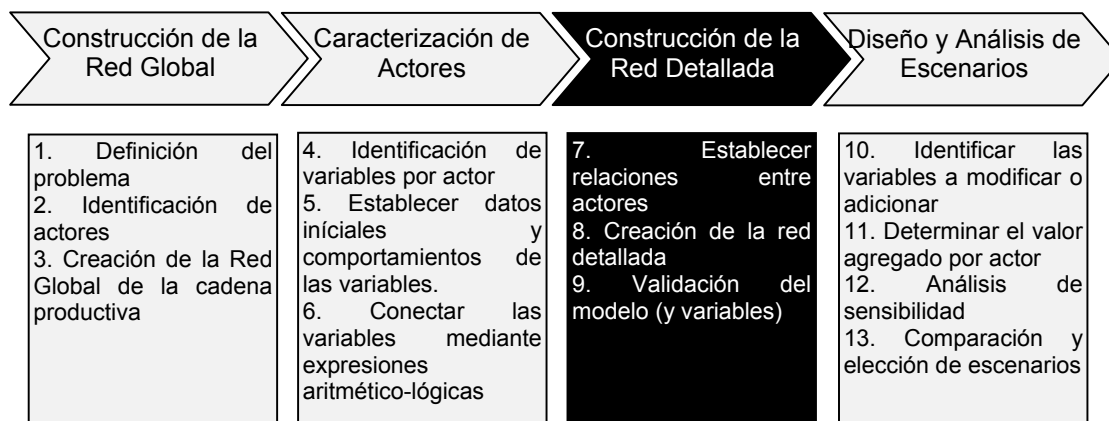 Construcción de la
Red Global
Caracterización de
Actores
Construcción de la
Red Detallada
Diseño y Análisis de
Escenarios
1. Definición del
problema
2. Identificación de
actores
3. Creación de la Red
Global de la cadena
productiva
4. Identificación de
variables por actor
5. Establecer datos
iníciales y
comportamientos de
las variables.
6. Conectar las
variables mediante
expresiones
aritmético-lógicas
7. Establecer
relaciones entre
actores
8. Creación de la red
detallada
9. Validación del
modelo (y variables)
10. Identificar las
variables a modificar o
adicionar
11. Determinar el valor
agregado por actor
12. Análisis de
sensibilidad
13. Comparación y
elección de escenarios